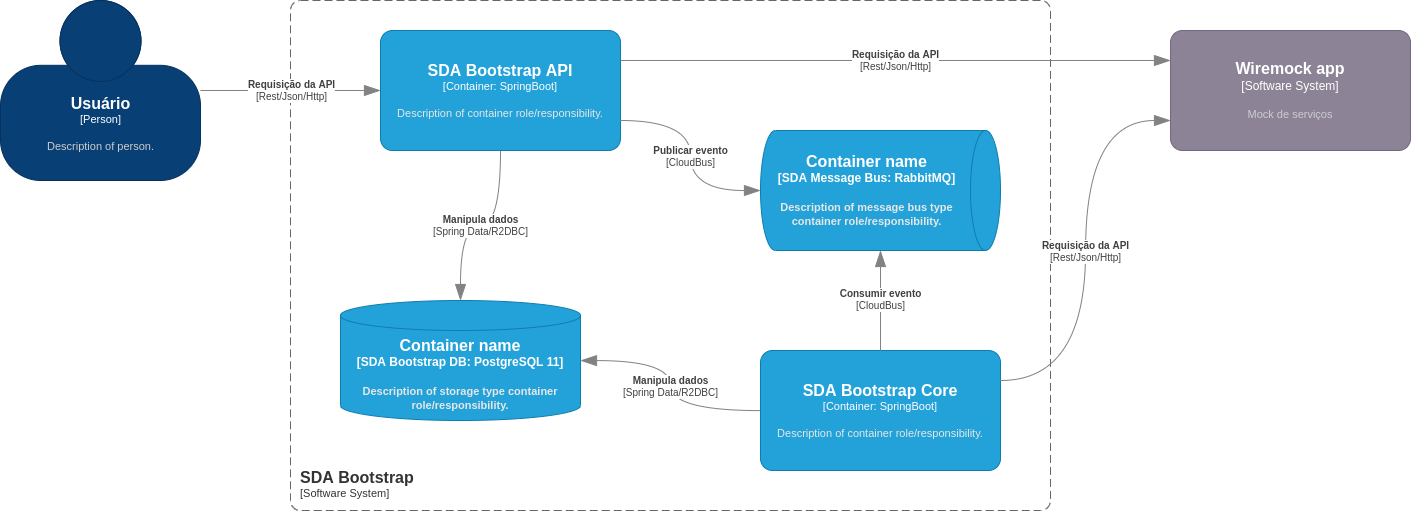 Usuário
[Person]
Description of person.
Requisição da API
[Rest/Json/Http]
SDA Bootstrap API
[Container: SpringBoot]
Description of container role/responsibility.
Requisição da API
[Rest/Json/Http]
Wiremock app
[Software System]
Mock de serviços
Publicar evento
[CloudBus]
Container name
[SDA Message Bus: RabbitMQ]
Description of message bus type
container role/responsibility.
Manipula dados
[Spring Data/R2DBC]
Requisição da API
[Rest/Json/Http]
Consumir evento
[CloudBus]
Container name
[SDA Bootstrap DB: PostgreSQL 11]
Description of storage type container
role/responsibility.
Manipula dados
[Spring Data/R2DBC]
SDA Bootstrap Core
[Container: SpringBoot]
Description of container role/responsibility.
SDA Bootstrap
[Software System]